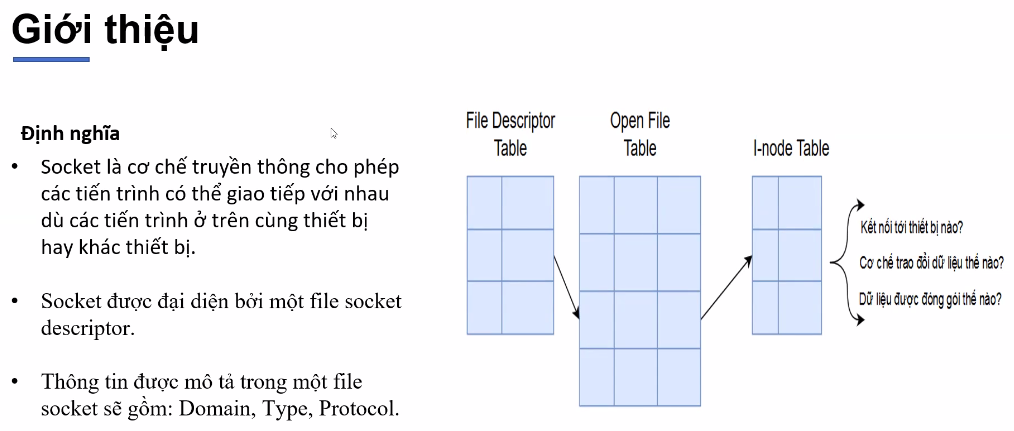 Giới thiệu
Định nghĩa
• Socket là cơ chế truyền thông cho phép
các tiến trình có thể giao tiếp với nhau
dù các tiến trình ở trên cùng thiết bị
hay khác thiết bị.
• Socket được đại diện bởi một file socket
descriptor.
• Thông tin được mô tả trong một file
socket sẽ gồm: Domain, Type, Protocol.
File Descriptor
Table
Open File
Table
I-node Table
Kết nối tới thiết bị nào?
Cơ chế trao đổi dữ liệu thế nào?
Dữ liệu được đóng gói thế nào?